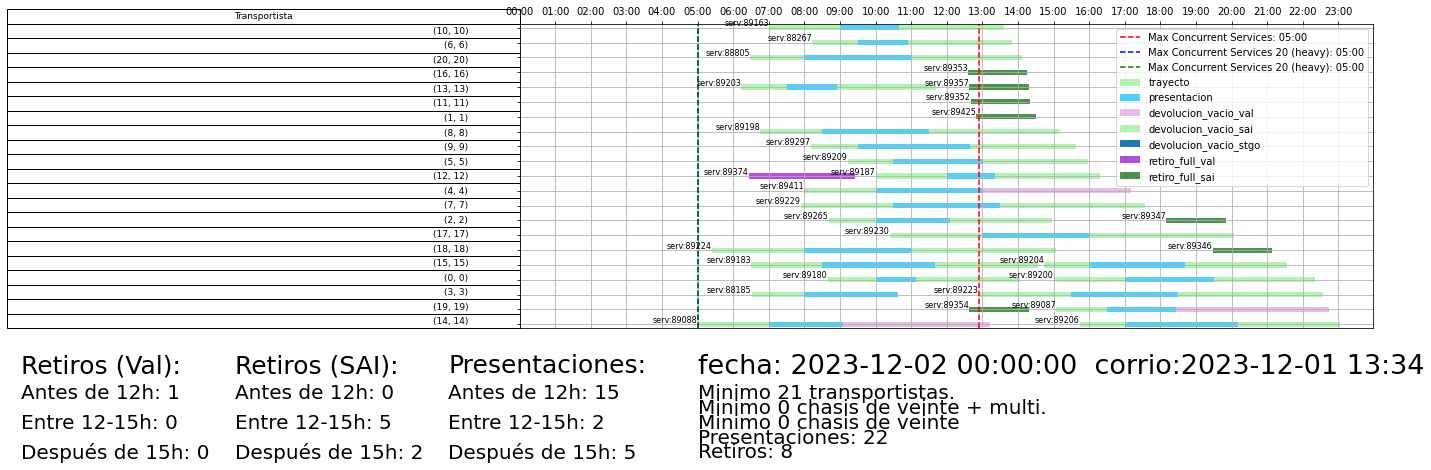 Transportista
00:00 01:00 02:00 03:00 04:00 05:00 06:00 07:00 08:00 09:00 10:00 11:00 12:00 13:00 14:00 15:00 16:00 17:00 18:00 19:00 20:00 21:00 22:00 23:00
(10, 10) serv:89163
(6, 6) serv:88267
(20, 20) serv:88805
(16, 16) serv:89353
(13, 13) serv:89203 serv:89357
(11, 11) serv:89352
(1, 1) serv:89425
(8, 8) serv:89198
(9, 9) serv:89297
(5, 5) serv:89209
(12, 12) serv:89374 serv:89187
(4, 4) serv:89411
(7, 7) serv:89229
(2, 2) serv:89265 serv:89347
(17, 17) serv:89230
(18, 18) serv:89224 serv:89346
(15, 15) serv:89183 serv:89204
(0, 0) serv:89180 serv:89200
(3, 3) serv:88185 serv:89223
(19, 19) serv:89354 serv:89087
(14, 14) serv:89088 serv:89206
Max Concurrent Services: 05:00
Max Concurrent Services 20 (heavy): 05:00
Max Concurrent Services 20 (heavy): 05:00
trayecto
presentacion
devolucion_vacio_val
devolucion_vacio_sai
devolucion_vacio_stgo
retiro_full_val
retiro_full_sai
Retiros (Val):
Antes de 12h: 1
Entre 12-15h: 0
Después de 15h: 0
Retiros (SAI):
Antes de 12h: 0
Entre 12-15h: 5
Después de 15h: 2
Presentaciones:
Antes de 12h: 15
Entre 12-15h: 2
Después de 15h: 5
fecha: 2023-12-02 00:00:00  corrio:2023-12-01 13:34
Minimo 21 transportistas.
Minimo 0 chasis de veinte + multi.
Minimo 0 chasis de veinte
Presentaciones: 22
Retiros: 8